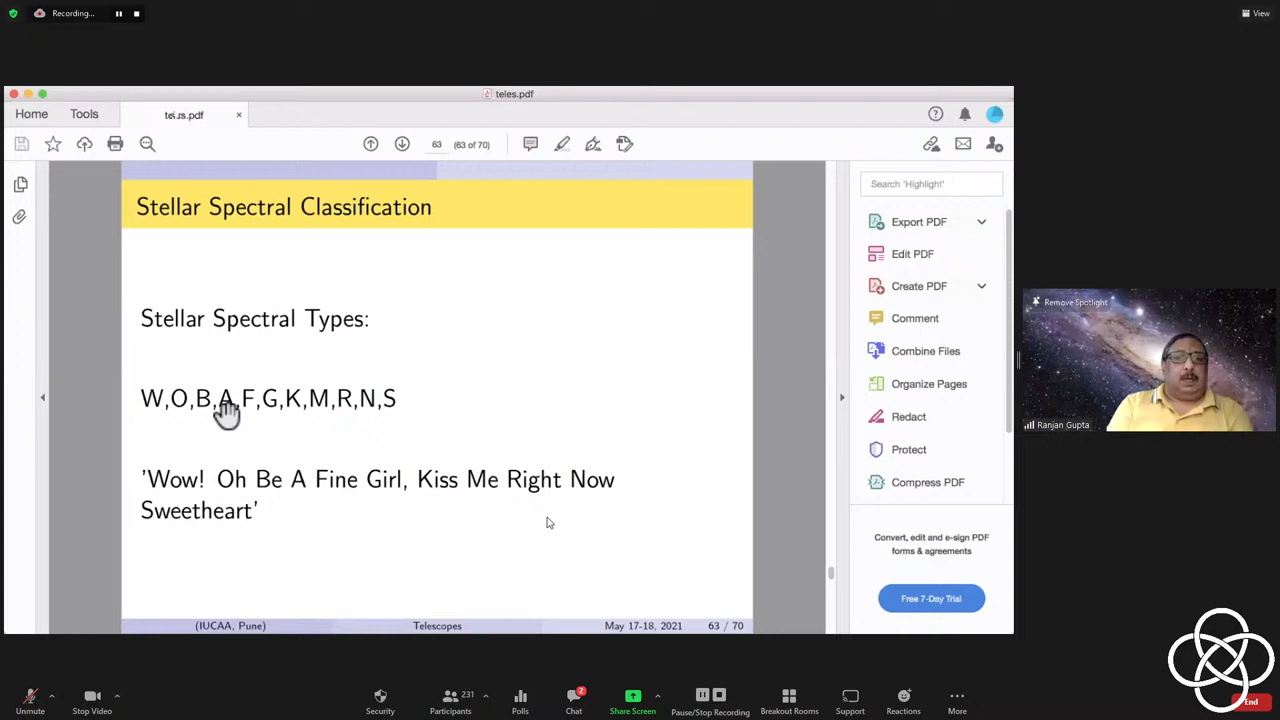 Recording...
View
teles.pdf
Home
Tools
×
63
(63 of 70)
Search 'Highlight'
Stellar Spectral Classification
Export PDF
Edit PDF
Create PDF
Stellar Spectral Types:
Comment
Remove Spotlight
Combine Files
Organize Pages
W,O,B,A,F,G,K,M,R,N,S
Redact
Ranjan Gupta
Protect
'Wow! Oh Be A Fine Girl, Kiss Me Right Now
Sweetheart'
Compress PDF
Convert, edit and e-sign PDF
forms & agreements
Free 7-Day Trial
(IUCAA, Pune)
Telescopes
May 17-18, 2021
63 / 70
Unmute
Stop Video
Security
Participants
231
Polls
Chat
2
Share Screen
Pause/Stop Recording
Breakout Rooms
Support
Reactions
More
End